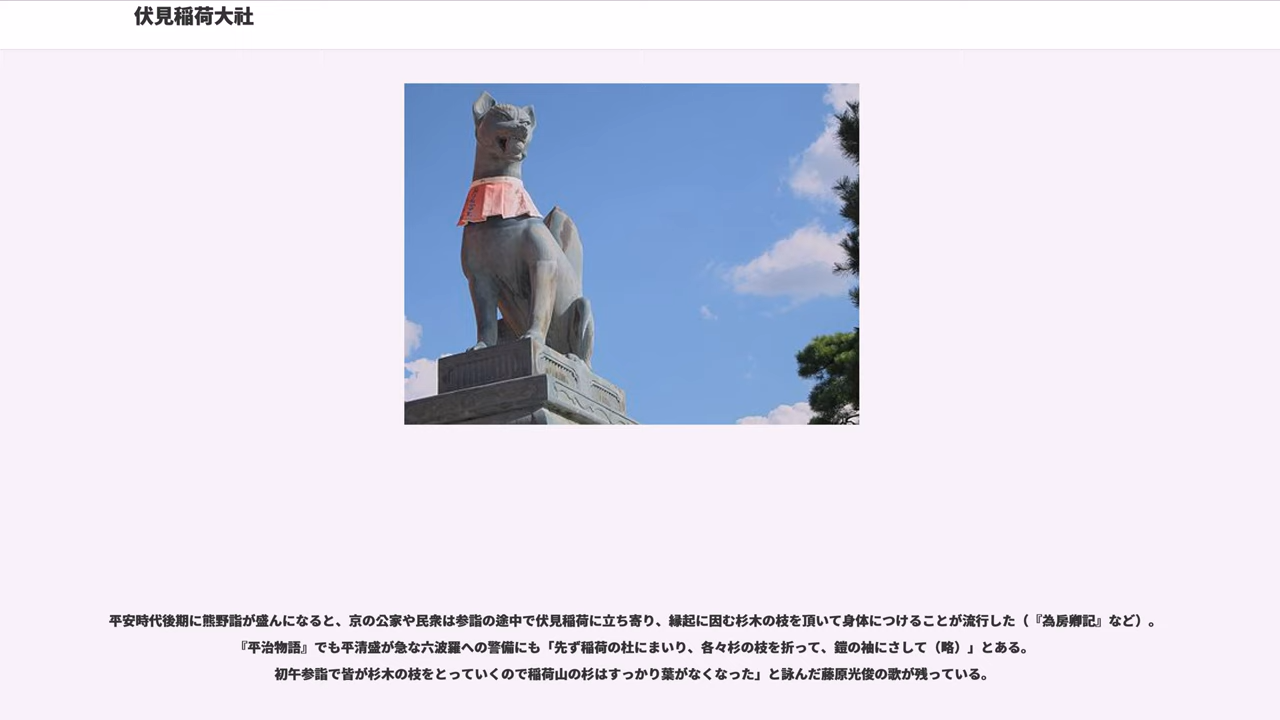 伏見稲荷大社
平安時代後期に熊野詣が盛んになると、京の公家や民衆は参詣の途中で伏見稲荷に立ち寄り、縁起に因む杉木の枝を頂いて身体につけることが流行した（『為房卿記』など）。
『平治物語』でも平清盛が急な六波羅への警備にも「先ず稲荷の杜にまいり、各々杉の枝を折って、鎧の袖にさして（略）」とある。
初午参詣で皆が杉木の枝をとっていくので稲荷山の杉はすっかり葉がなくなった」と詠んだ藤原光俊の歌が残っている。